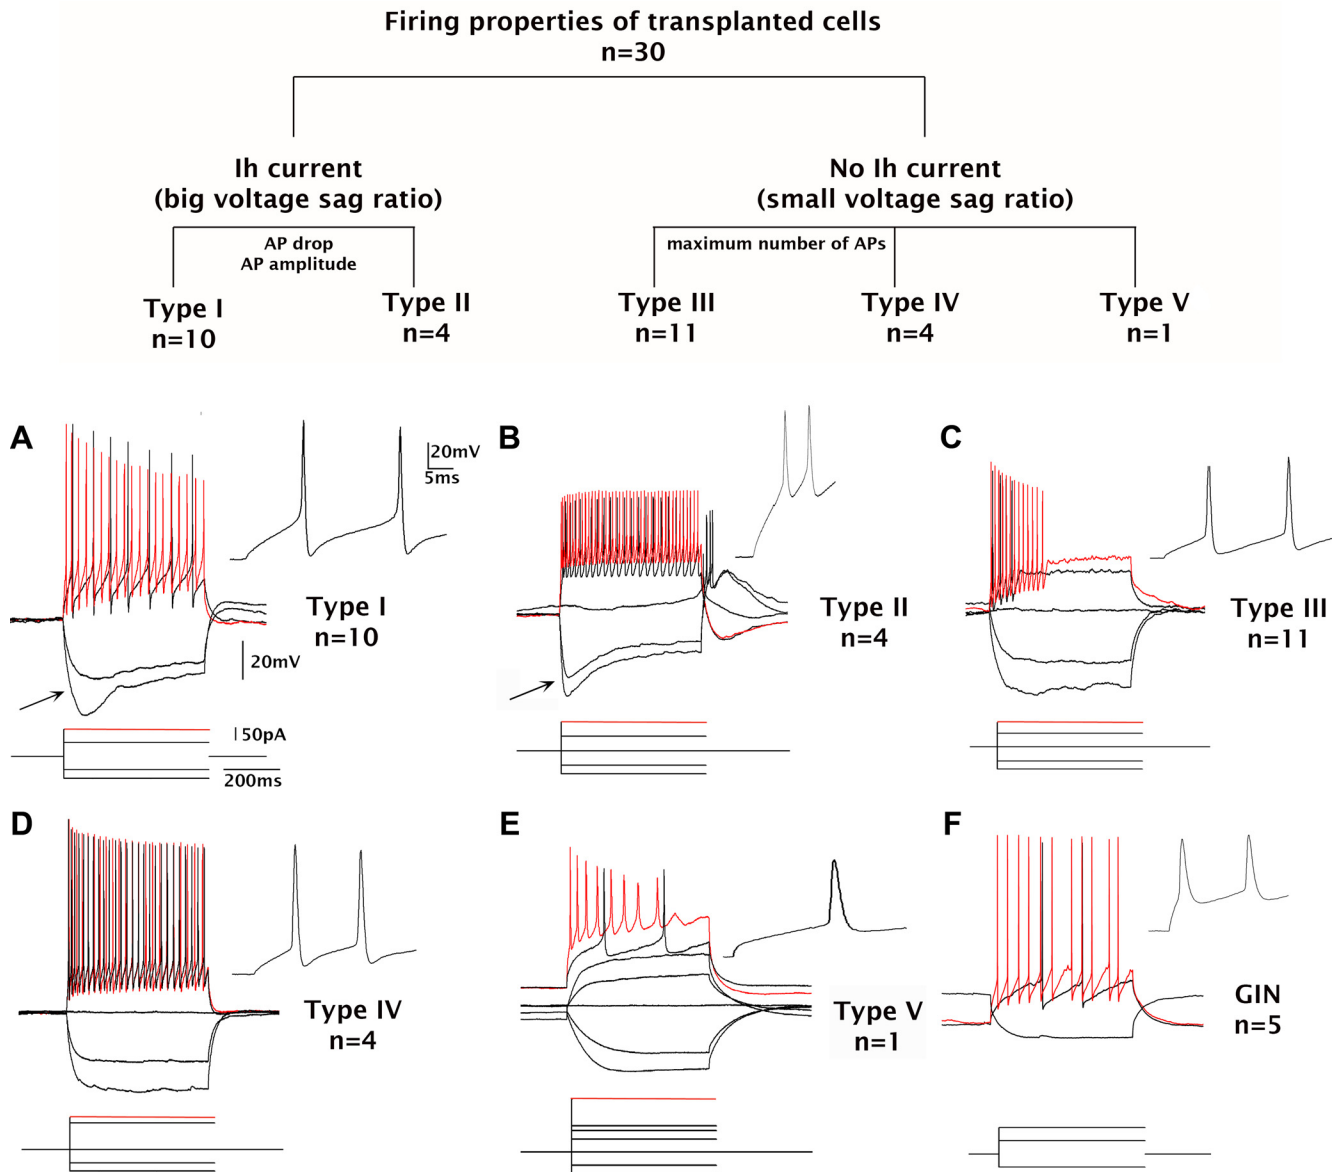 Firing properties of transplanted cells
n=30
Ih current
(big voltage sag ratio)
No Ih current
(small voltage sag ratio)
AP drop
AP amplitude
maximum number of APs
Type I
n=10
Type II
n=4
Type III
n=11
Type IV
n=4
Type V
n=1
A
20mV
5ms
Type I
n=10
20mV
50pA
200ms
B
Type II
n=4
C
Type III
n=11
D
Type IV
n=4
E
Type V
n=1
F
GIN
n=5